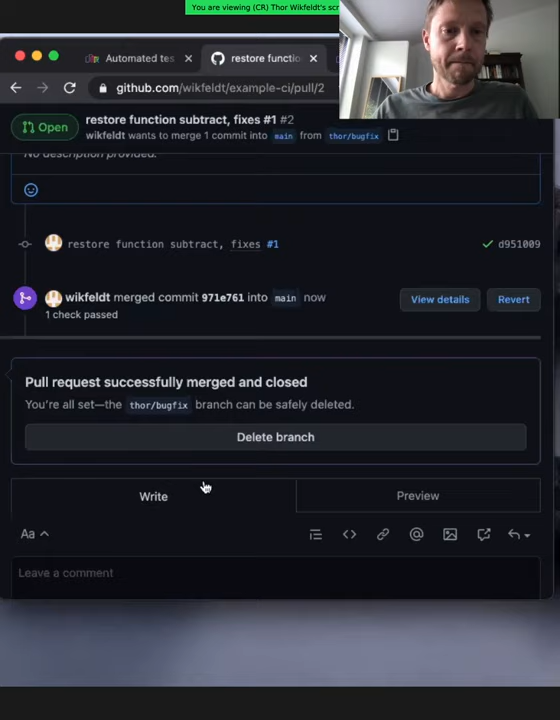 You are viewing (CR) Thor Wikfeldt's scr
Automated tes
restore functio
github.com/wikfeldt/example-ci/pull/2
Open
restore function subtract, fixes #1 #2
wikfeldt wants to merge 1 commit into main from thor/bugfix
No description provided.
restore function subtract, fixes #1
d951009
wikfeldt merged commit 971e761 into main now
View details
Revert
1 check passed
Pull request successfully merged and closed
You're all set—the thor/bugfix branch can be safely deleted.
Delete branch
Write
Preview
Aa
Leave a comment